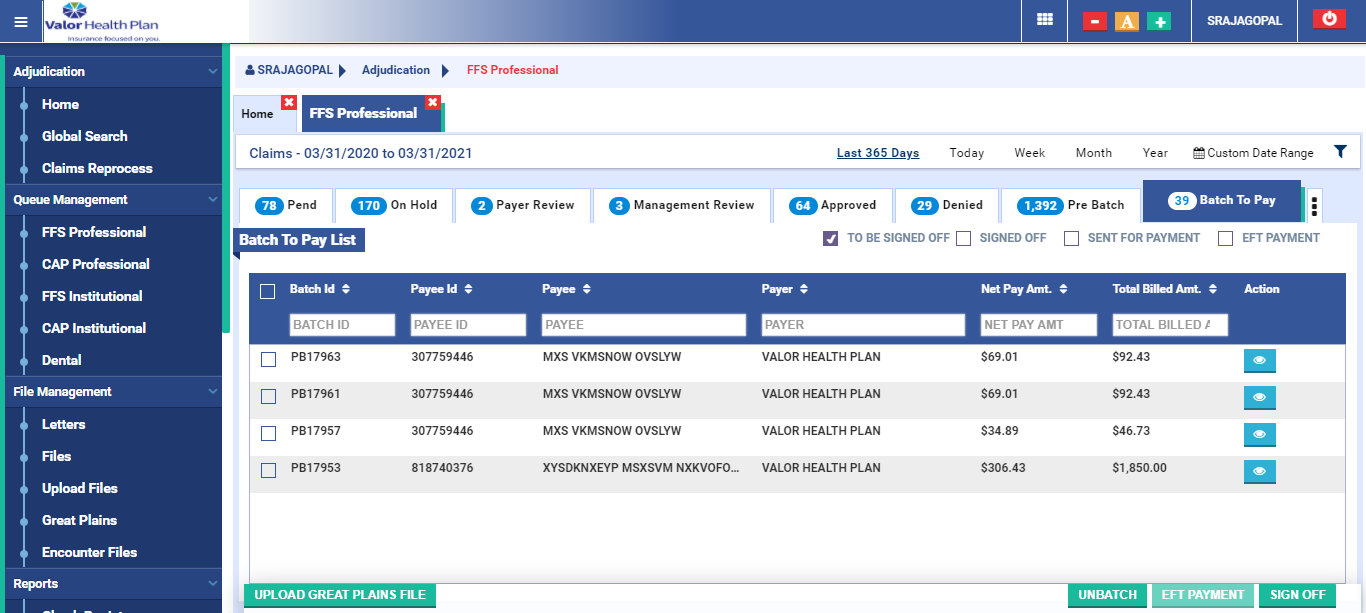 Valor Health Plan
Insurance focused on you.
A
SRAJAGOPAL
Adjudication
Home
Global Search
Claims Reprocess
Queue Management
FFS Professional
CAP Professional
FFS Institutional
CAP Institutional
Dental
File Management
Letters
Files
Upload Files
Great Plains
Encounter Files
Reports
SRAJAGOPAL Adjudication FFS Professional
Home FFS Professional
Claims - 03/31/2020 to 03/31/2021 Last 365 Days Today Week Month Year Custom Date Range
78 Pend 170 On Hold 2 Payer Review 3 Management Review 64 Approved 29 Denied 1,392 Pre Batch 39 Batch To Pay
Batch To Pay List TO BE SIGNED OFF SIGNED OFF SENT FOR PAYMENT EFT PAYMENT
Batch Id Payee Id Payee Payer Net Pay Amt. Total Billed Amt. Action
BATCH ID PAYEE ID PAYEE PAYER NET PAY AMT TOTAL BILLED
PB17963 307759446 MXS VKMSNOW OVSLYW VALOR HEALTH PLAN $69.01 $92.43
PB17961 307759446 MXS VKMSNOW OVSLYW VALOR HEALTH PLAN $69.01 $92.43
PB17957 307759446 MXS VKMSNOW OVSLYW VALOR HEALTH PLAN $34.89 $46.73
PB17953 818740376 XYSDKNXEYP MSXSVM NXKVOFO... VALOR HEALTH PLAN $306.43 $1,850.00
UPLOAD GREAT PLAINS FILE UNBATCH EFT PAYMENT SIGN OFF